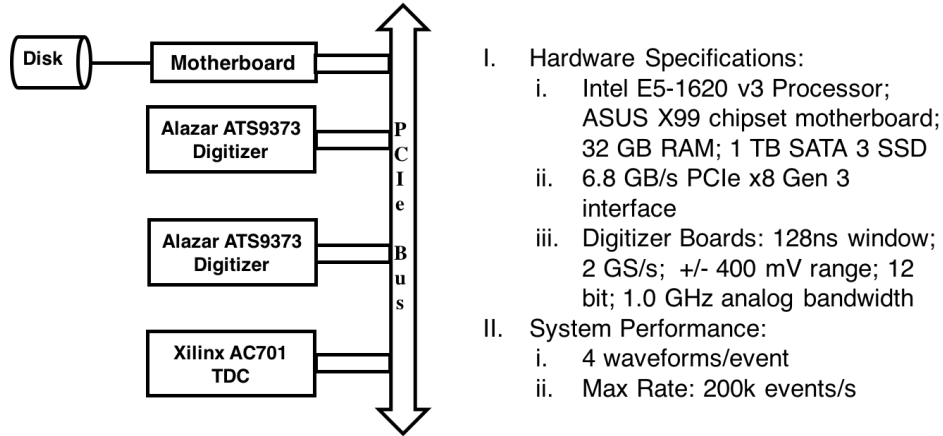 Disk
Motherboard
Alazar ATS9373
Digitizer
Alazar ATS9373
Digitizer
Xilinx AC701
TDC
PCIe Bus
I. Hardware Specifications:
i. Intel E5-1620 v3 Processor;
ASUS X99 chipset motherboard;
32 GB RAM; 1 TB SATA 3 SSD
ii. 6.8 GB/s PCIe x8 Gen 3
interface
iii. Digitizer Boards: 128ns window;
2 GS/s; +/- 400 mV range; 12
bit; 1.0 GHz analog bandwidth
II. System Performance:
i. 4 waveforms/event
ii. Max Rate: 200k events/s